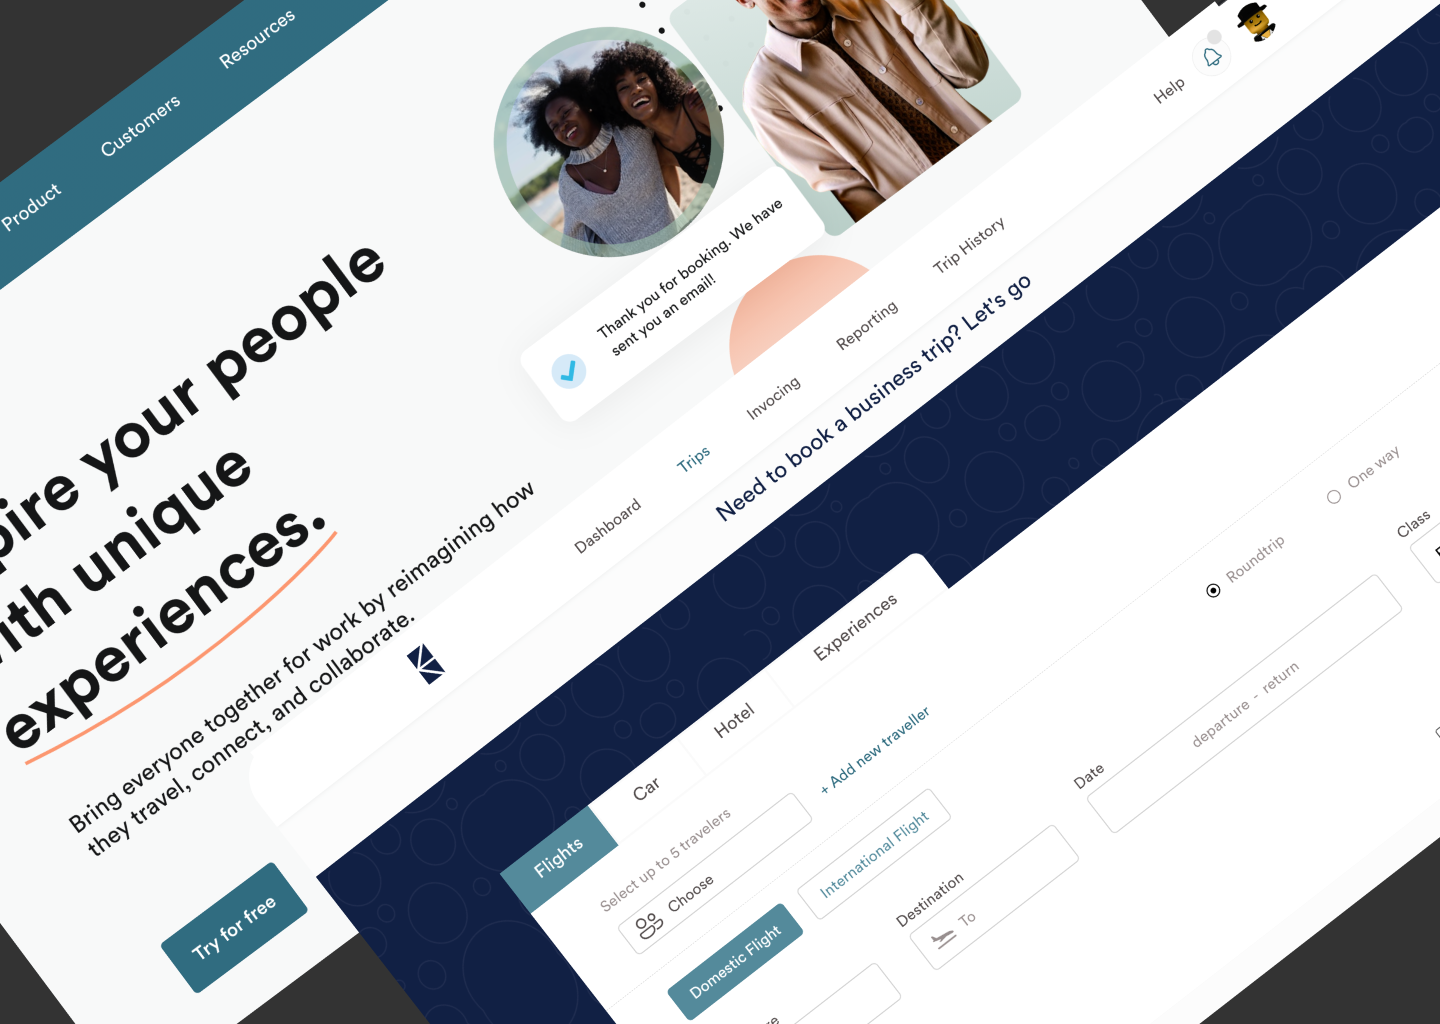 Product
Customers
Resources
your people
with unique
experiences.
Bring everyone together for work by reimagining how
they travel, connect, and collaborate.
Try for free
Thank you for booking. We have
sent you an email!
Dashboard
Trips
Invocing
Reporting
Trip History
Help
Need to book a business trip? Let's go
Flights
Car
Hotel
Experiences
Select up to 5 travelers
Choose
+ Add new traveller
Roundtrip
One way
Domestic Flight
International Flight
Destination
To
Date
departure - return
Class